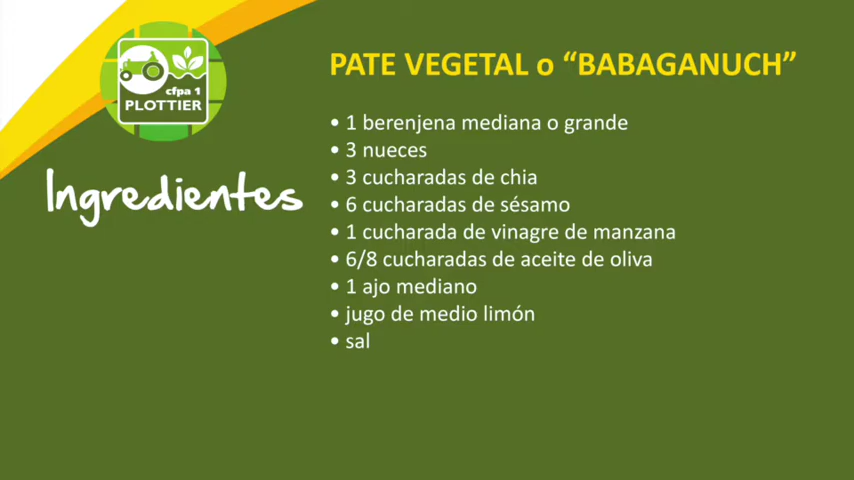 cfpa 1
PLOTTIER
Ingredientes
PATE VEGETAL o “BABAGANUCH”
• 1 berenjena mediana o grande
• 3 nueces
• 3 cucharadas de chia
• 6 cucharadas de sésamo
• 1 cucharada de vinagre de manzana
• 6/8 cucharadas de aceite de oliva
• 1 ajo mediano
• jugo de medio limón
• sal